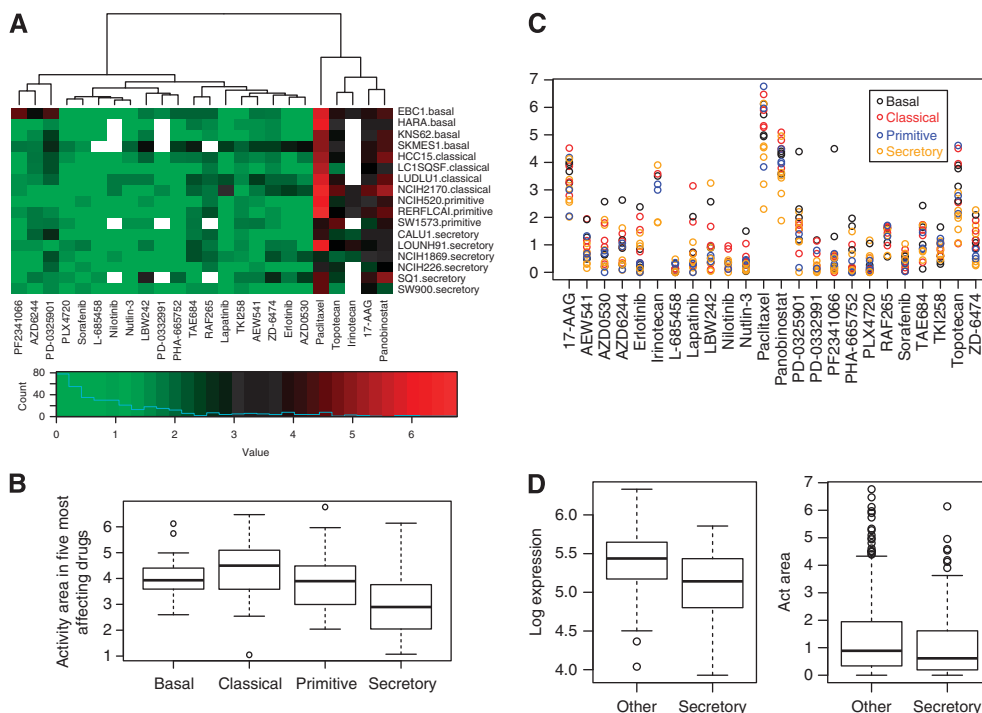 A
EBC1.basal
HARA.basal
KNS62.basal
SKMES1.basal
HCC15.classical
LC1SQSF.classical
LUDLU1.classical
NCIH2170.classical
NCIH520.primitive
RERFLCAI.primitive
SW1573.primitive
CALU1.secretory
LOUNH91.secretory
NCIH1869.secretory
NCIH226.secretory
SQ1.secretory
SW900.secretory
PF2341066
AZD6244
PD-0325901
PLX4720
Sorafenib
L-685458
Nilotinib
Nutlin-3
LBW242
PD-0332991
PHA-665752
TAE684
RAF265
Lapatinib
TKI258
AEW541
ZD-6474
Erlotinib
AZD0530
Paclitaxel
Topotecan
Irinotecan
17-AAG
Panobostat
Count
80
40
0
0 1 2 3 4 5 6
Value
B
Activity area in five most
affecting drugs
6
5
4
3
2
1
Basal Classical Primitive Secretory
C
7
6
5
4
3
2
1
0
Basal
Classical
Primitive
Secretory
17-AAG
AEW541
AZD0530
AZD6244
Erlotinib
Irinotecan
L-685458
Lapatinib
LBW242
Nilotinib
Nutlin-3
Paclitaxel
Panobinostat
PD-0325901
PD-0332991
PF2341066
PHA-665752
PLX4720
RAF265
Sorafenib
TAE684
TKI258
Topotecan
ZD-6474
D
Log expression
6.0
5.5
5.0
4.5
4.0
Other Secretory
Act area
7
6
5
4
3
2
1
0
Other Secretory